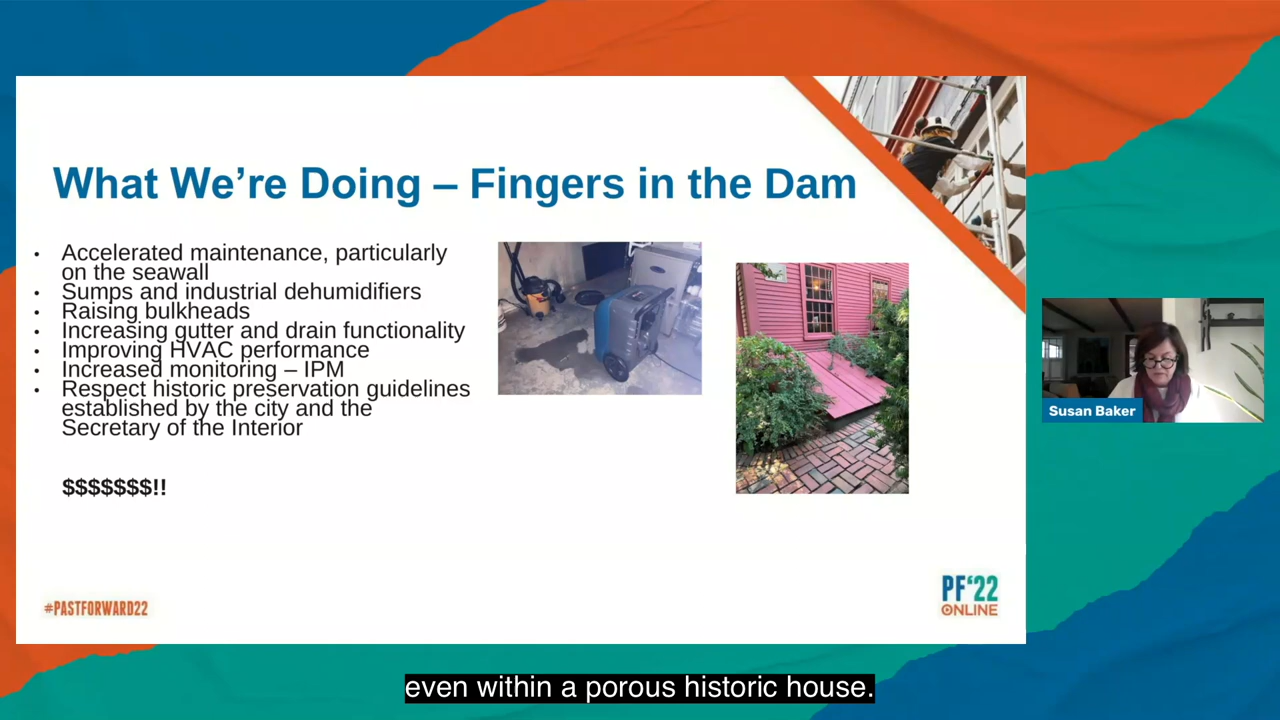 What We're Doing – Fingers in the Dam
• Accelerated maintenance, particularly
on the seawall
• Sumps and industrial dehumidifiers
• Raising bulkheads
• Increasing gutter and drain functionality
• Improving HVAC performance
• Increased monitoring – IPM
• Respect historic preservation guidelines
established by the city and the
Secretary of the Interior
$$$$$$$!!
Susan Baker
#PASTFORWARD22
PF'22
ONLINE
even within a porous historic house.